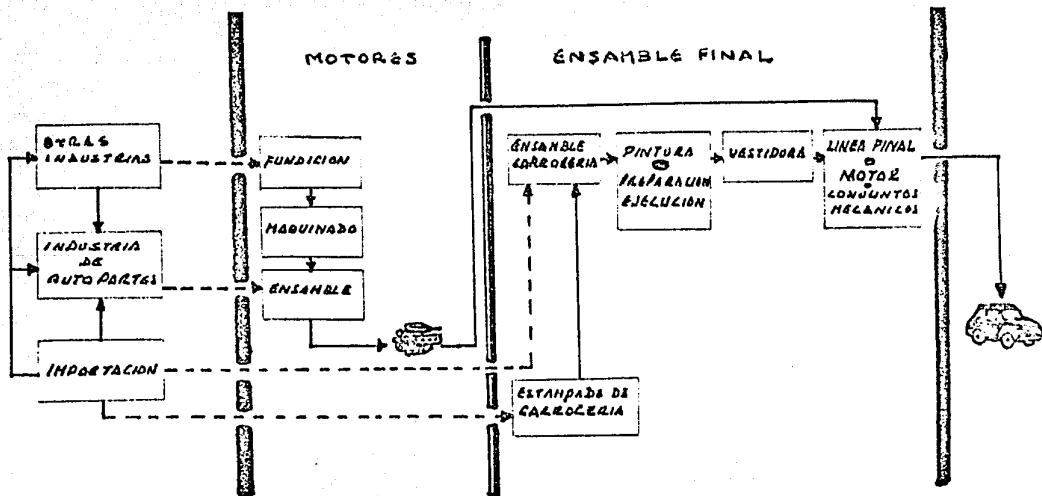 MOTORES
ENSAMBLE FINAL
OTRAS
INDUSTRIAS
INDUSTRIA
DE
AUTO PARTES
IMPORTACION
FUNDICION
MAQUINADO
ENSAMBLE
ENSAMBLE
CARROCERIA
PINTURA
PREPARACION
EJECUCION
VESTIDURA
LINEA FINAL
MOTOR
CONJUNTOS
MECANICOS
ESTAMPADO DE
CARROCERIA